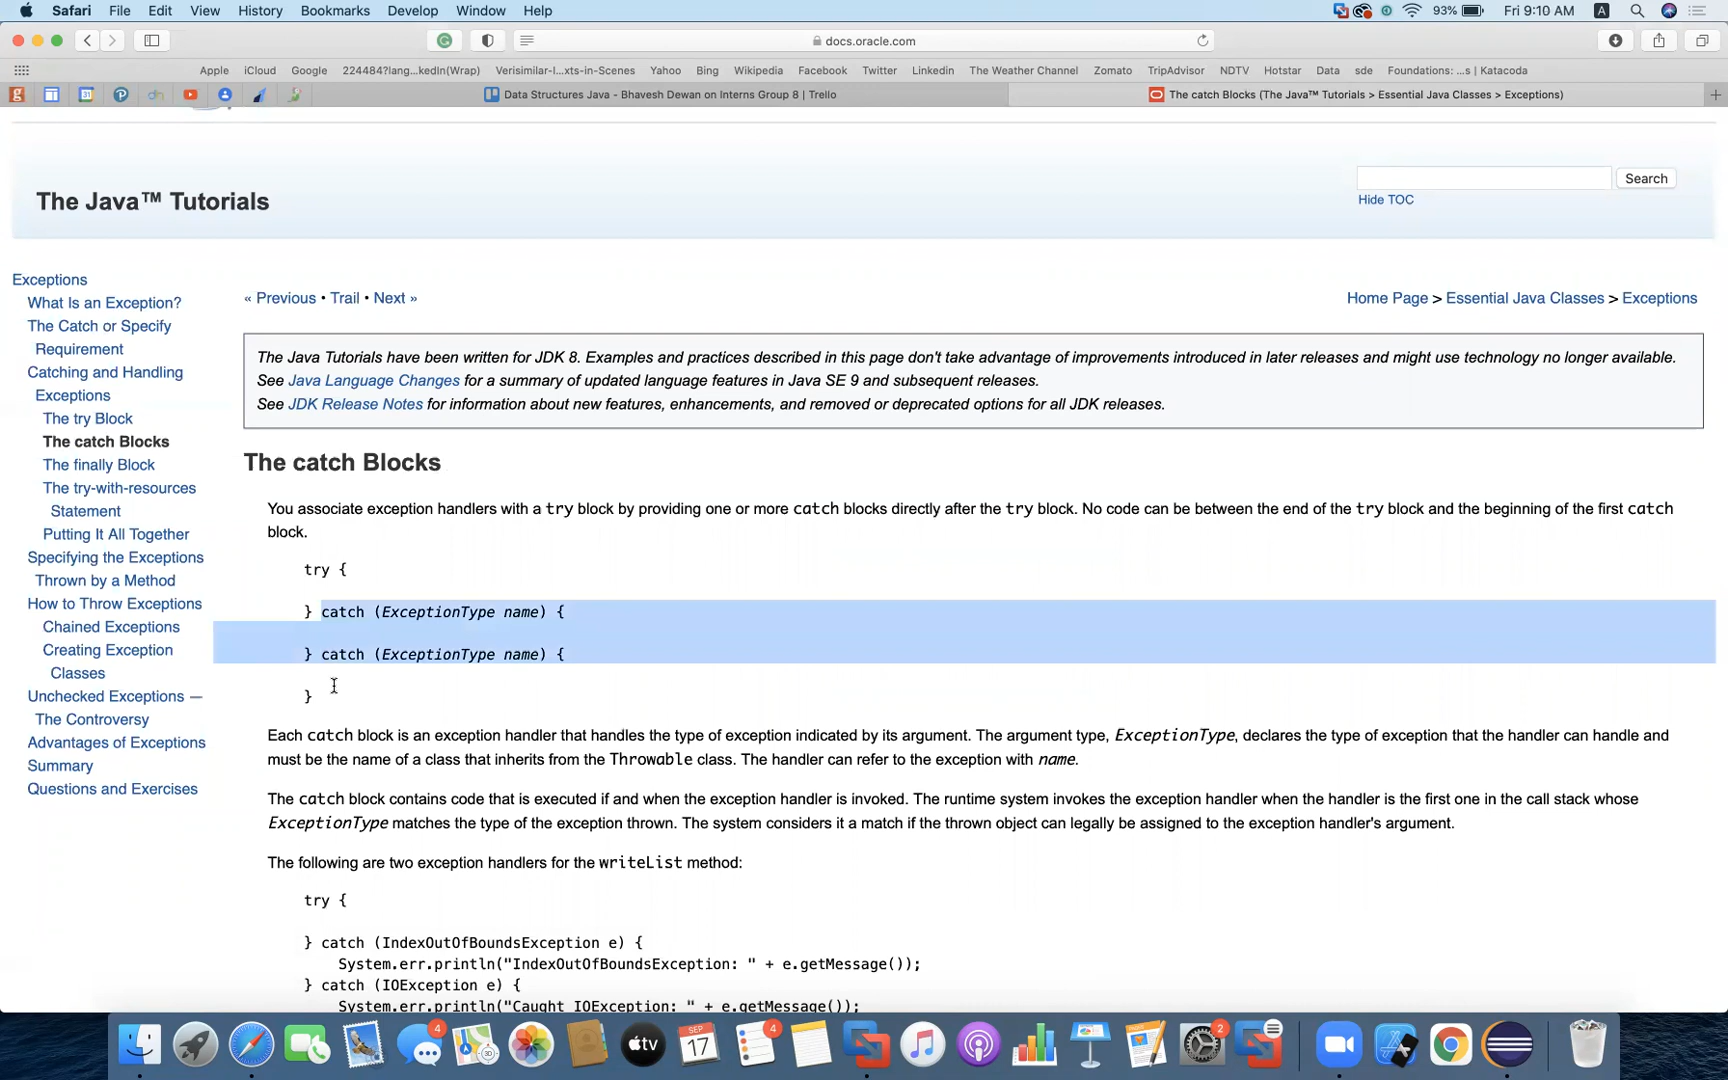 Safari File Edit View History Bookmarks Develop Window Help 93% Fri 9:10 AM A
docs.oracle.com
Apple iCloud Google 224484?lang...kedIn(Wrap) Verisimilar-I...xts-in-Scenes Yahoo Bing Wikipedia Facebook Twitter Linkedin The Weather Channel Zomato TripAdvisor NDTV Hotstar Data sde Foundations: ...s | Katacoda
Data Structures Java - Bhavesh Dewan on Interns Group 8 | Trello
The catch Blocks (The Java™ Tutorials > Essential Java Classes > Exceptions)
The Java™ Tutorials
Search
Hide TOC
Exceptions
What Is an Exception?
The Catch or Specify
Requirement
Catching and Handling
Exceptions
The try Block
The catch Blocks
The finally Block
The try-with-resources
Statement
Putting It All Together
Specifying the Exceptions
Thrown by a Method
How to Throw Exceptions
Chained Exceptions
Creating Exception
Classes
Unchecked Exceptions —
The Controversy
Advantages of Exceptions
Summary
Questions and Exercises
« Previous • Trail • Next »
Home Page > Essential Java Classes > Exceptions
The Java Tutorials have been written for JDK 8. Examples and practices described in this page don't take advantage of improvements introduced in later releases and might use technology no longer available.
See Java Language Changes for a summary of updated language features in Java SE 9 and subsequent releases.
See JDK Release Notes for information about new features, enhancements, and removed or deprecated options for all JDK releases.
The catch Blocks
You associate exception handlers with a try block by providing one or more catch blocks directly after the try block. No code can be between the end of the try block and the beginning of the first catch
block.
try {
} catch (ExceptionType name) {
} catch (ExceptionType name) {
}
Each catch block is an exception handler that handles the type of exception indicated by its argument. The argument type, ExceptionType, declares the type of exception that the handler can handle and
must be the name of a class that inherits from the Throwable class. The handler can refer to the exception with name.
The catch block contains code that is executed if and when the exception handler is invoked. The runtime system invokes the exception handler when the handler is the first one in the call stack whose
ExceptionType matches the type of the exception thrown. The system considers it a match if the thrown object can legally be assigned to the exception handler's argument.
The following are two exception handlers for the writeList method:
try {
} catch (IndexOutOfBoundsException e) {
System.err.println("IndexOutOfBoundsException: " + e.getMessage());
} catch (IOException e) {
System.err.println("Caught IOException: " + e.getMessage());
4
SEP
17
4
tv
2